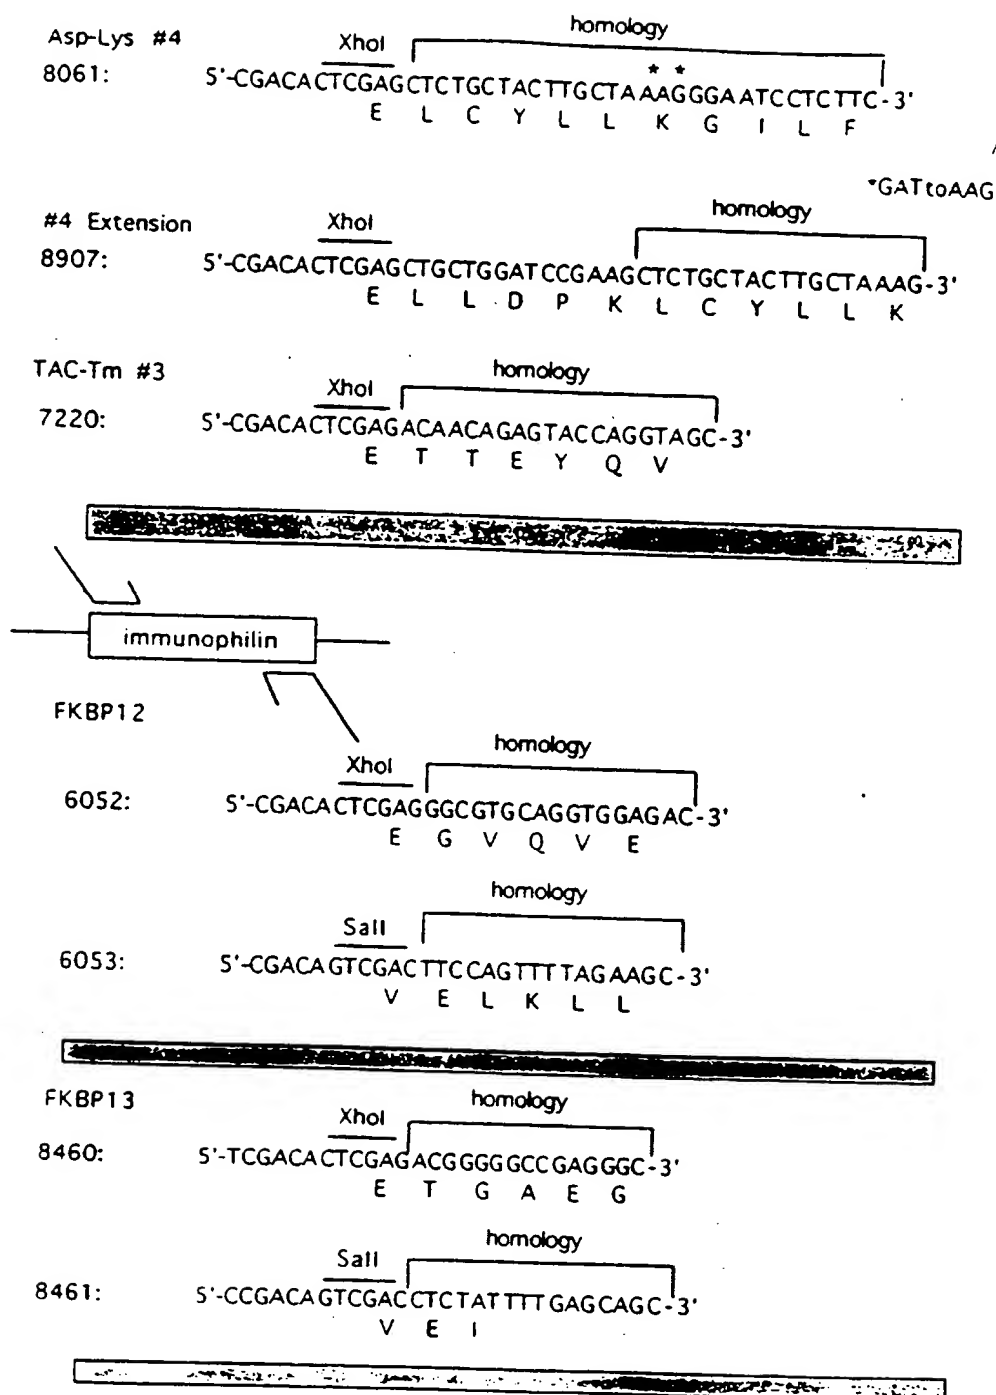 homology
Asp-Lys #4 XhoI
* *
8061: 5'-CGACACTCGAGCTCTGCTACTTGCTAAAGGGAATCCTCTTC-3'
E L C Y L L K G I L F
*GATtoAAG
homology
#4 Extension XhoI
8907: 5'-CGACACTCGAGCTGCTGGATCCGAAGCTCTGCTACTTGCTAAAG-3'
E L L D P K L C Y L L K
homology
TAC-Tm #3 XhoI
7220: 5'-CGACACTCGAGACAACAGAGTACCAGGTAGC-3'
E T T E Y Q V
immunophilin
FKBP12
homology
XhoI
6052: 5'-CGACACTCGAGGGCGTGCAGGTGGAGAC-3'
E G V Q V E
homology
SalI
6053: 5'-CGACAGTCGACTTCCAGTTTTAGAAGC-3'
V E L K L L
FKBP13
homology
XhoI
8460: 5'-TCGACACTCGAGACGGGGGCCGAGGGC-3'
E T G A E G
homology
SalI
8461: 5'-CCGACAGTCGACCTCTATTTTGAGCAGC-3'
V E I